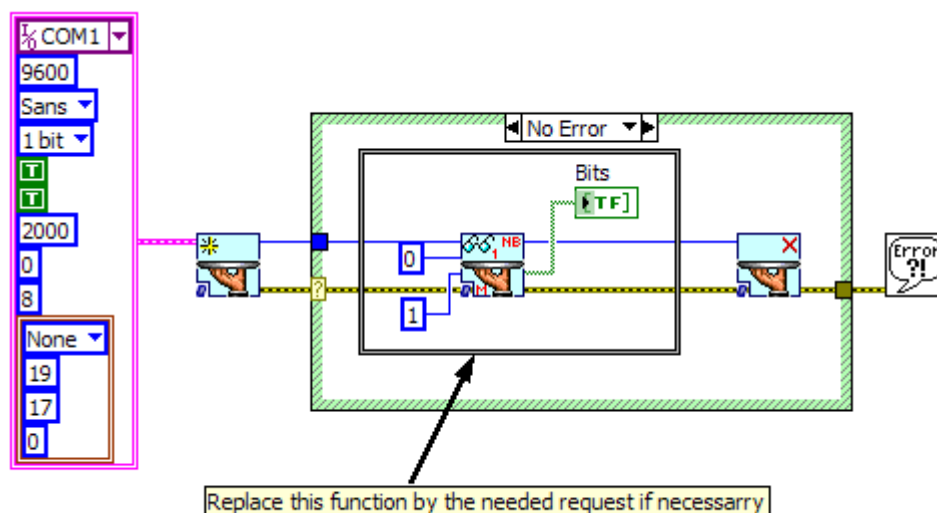 COM1
9600
Sans
1 bit
T
T
2000
0
8
None
19
17
0
No Error
Bits
TF
0
1 NB
1
M
Error
?!
Replace this function by the needed request if necessarry